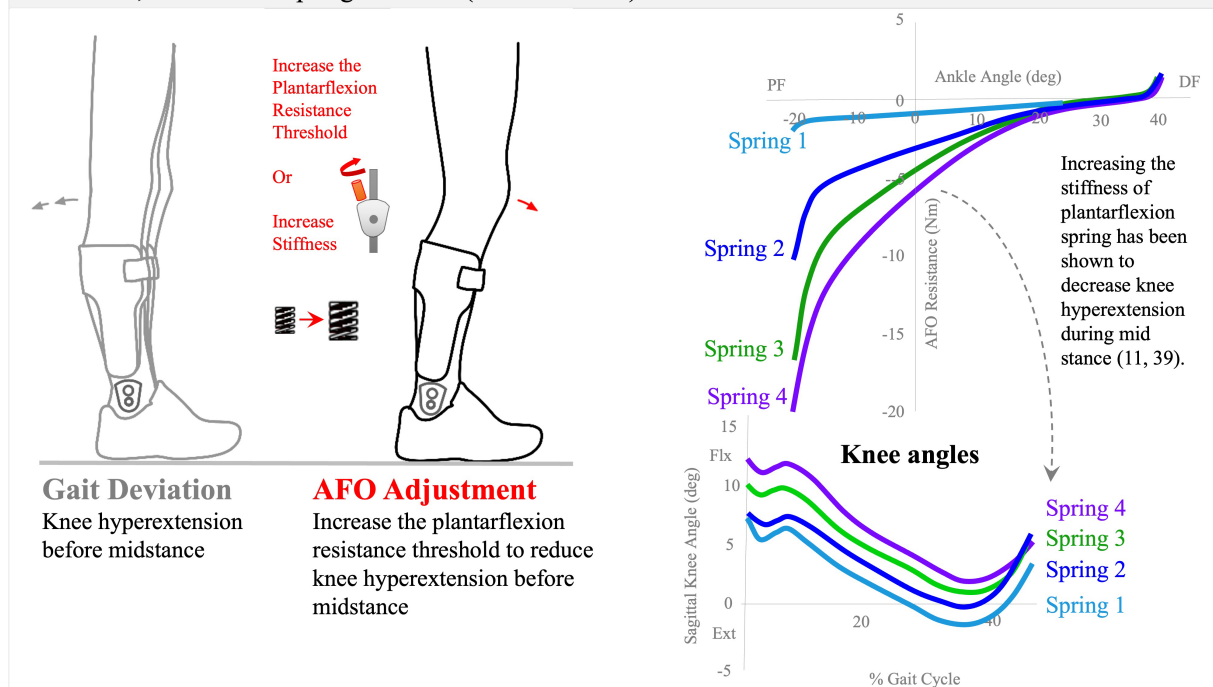 Increase the
Plantarflexion
Resistance
Threshold
Or
Increase
Stiffness
Gait Deviation
Knee hyperextension
before midstance
AFO Adjustment
Increase the plantarflexion
resistance threshold to reduce
knee hyperextension before
midstance
5
Ankle Angle (deg)
PF
DF
0
-20
-10
0
10
20
30
40
Spring 1
-5
Spring 2
-10
AFO Resistance (Nm)
-15
Spring 3
Spring 4
-20
Increasing the
stiffness of
plantarflexion
spring has been
shown to
decrease knee
hyperextension
during mid
stance (11, 39).
Knee angles
15
Flx
10
5
0
Ext
-5
Sagittal Knee Angle (deg)
20
40
% Gait Cycle
Spring 4
Spring 3
Spring 2
Spring 1